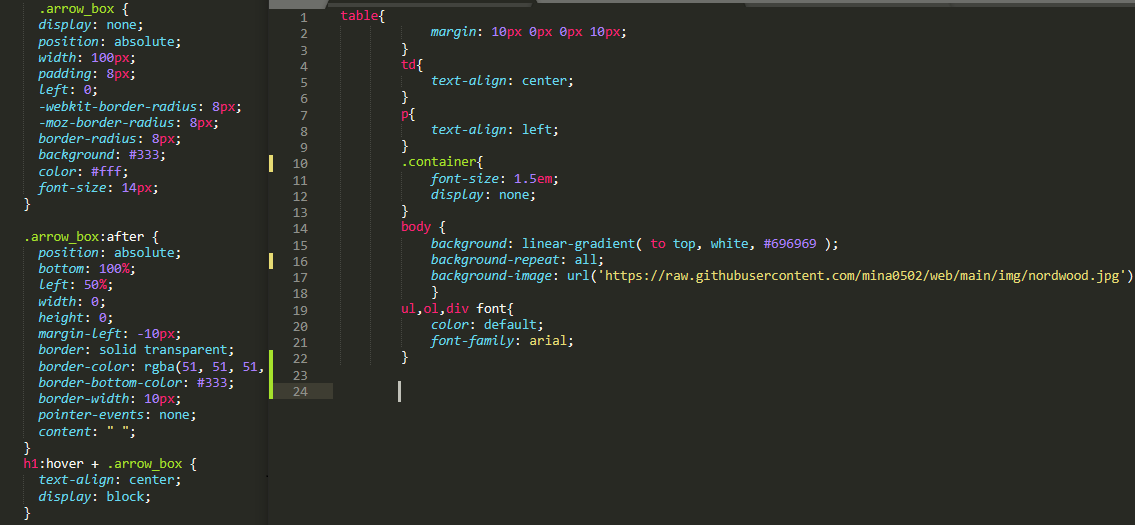 .arrow_box {
display: none;
position: absolute;
width: 100px;
padding: 8px;
left: 0;
-webkit-border-radius: 8px;
-moz-border-radius: 8px;
border-radius: 8px;
background: #333;
color: #fff;
font-size: 14px;
}
.arrow_box:after {
position: absolute;
bottom: 100%;
left: 50%;
width: 0;
height: 0;
margin-left: -10px;
border: solid transparent;
border-color: rgba(51, 51, 51,
border-bottom-color: #333;
border-width: 10px;
pointer-events: none;
content: " ";
}
h1:hover + .arrow_box {
text-align: center;
display: block;
}
1 table{
2 margin: 10px 0px 0px 10px;
3 }
4 td{
5 text-align: center;
6 }
7 p{
8 text-align: left;
9 }
10 .container{
11 font-size: 1.5em;
12 display: none;
13 }
14 body {
15 background: linear-gradient( to top, white, #696969 );
16 background-repeat: all;
17 background-image: url('https://raw.githubusercontent.com/mina0502/web/main/img/nordwood.jpg')
18 }
19 ul,ol,div font{
20 color: default;
21 font-family: arial;
22 }
23
24